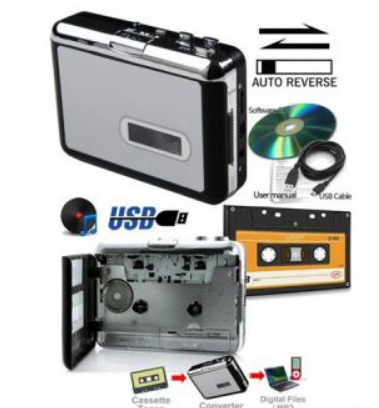 AUTO REVERSE
Software
User manual
USB Cable
USB
Cassette
Tapes
Converter
Digital Files
/ MP3